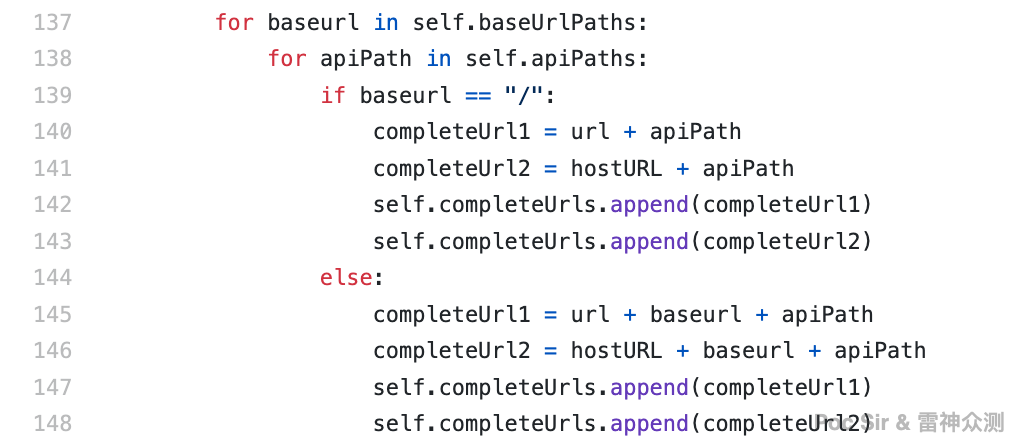 137 for baseurl in self.baseUrlPaths:
138 for apiPath in self.apiPaths:
139 if baseurl == "/":
140 completeUrl1 = url + apiPath
141 completeUrl2 = hostURL + apiPath
142 self.completeUrls.append(completeUrl1)
143 self.completeUrls.append(completeUrl2)
144 else:
145 completeUrl1 = url + baseurl + apiPath
146 completeUrl2 = hostURL + baseurl + apiPath
147 self.completeUrls.append(completeUrl1)
148 self.completeUrls.append(completeUrl2)
Poc Sir & 雷神众测